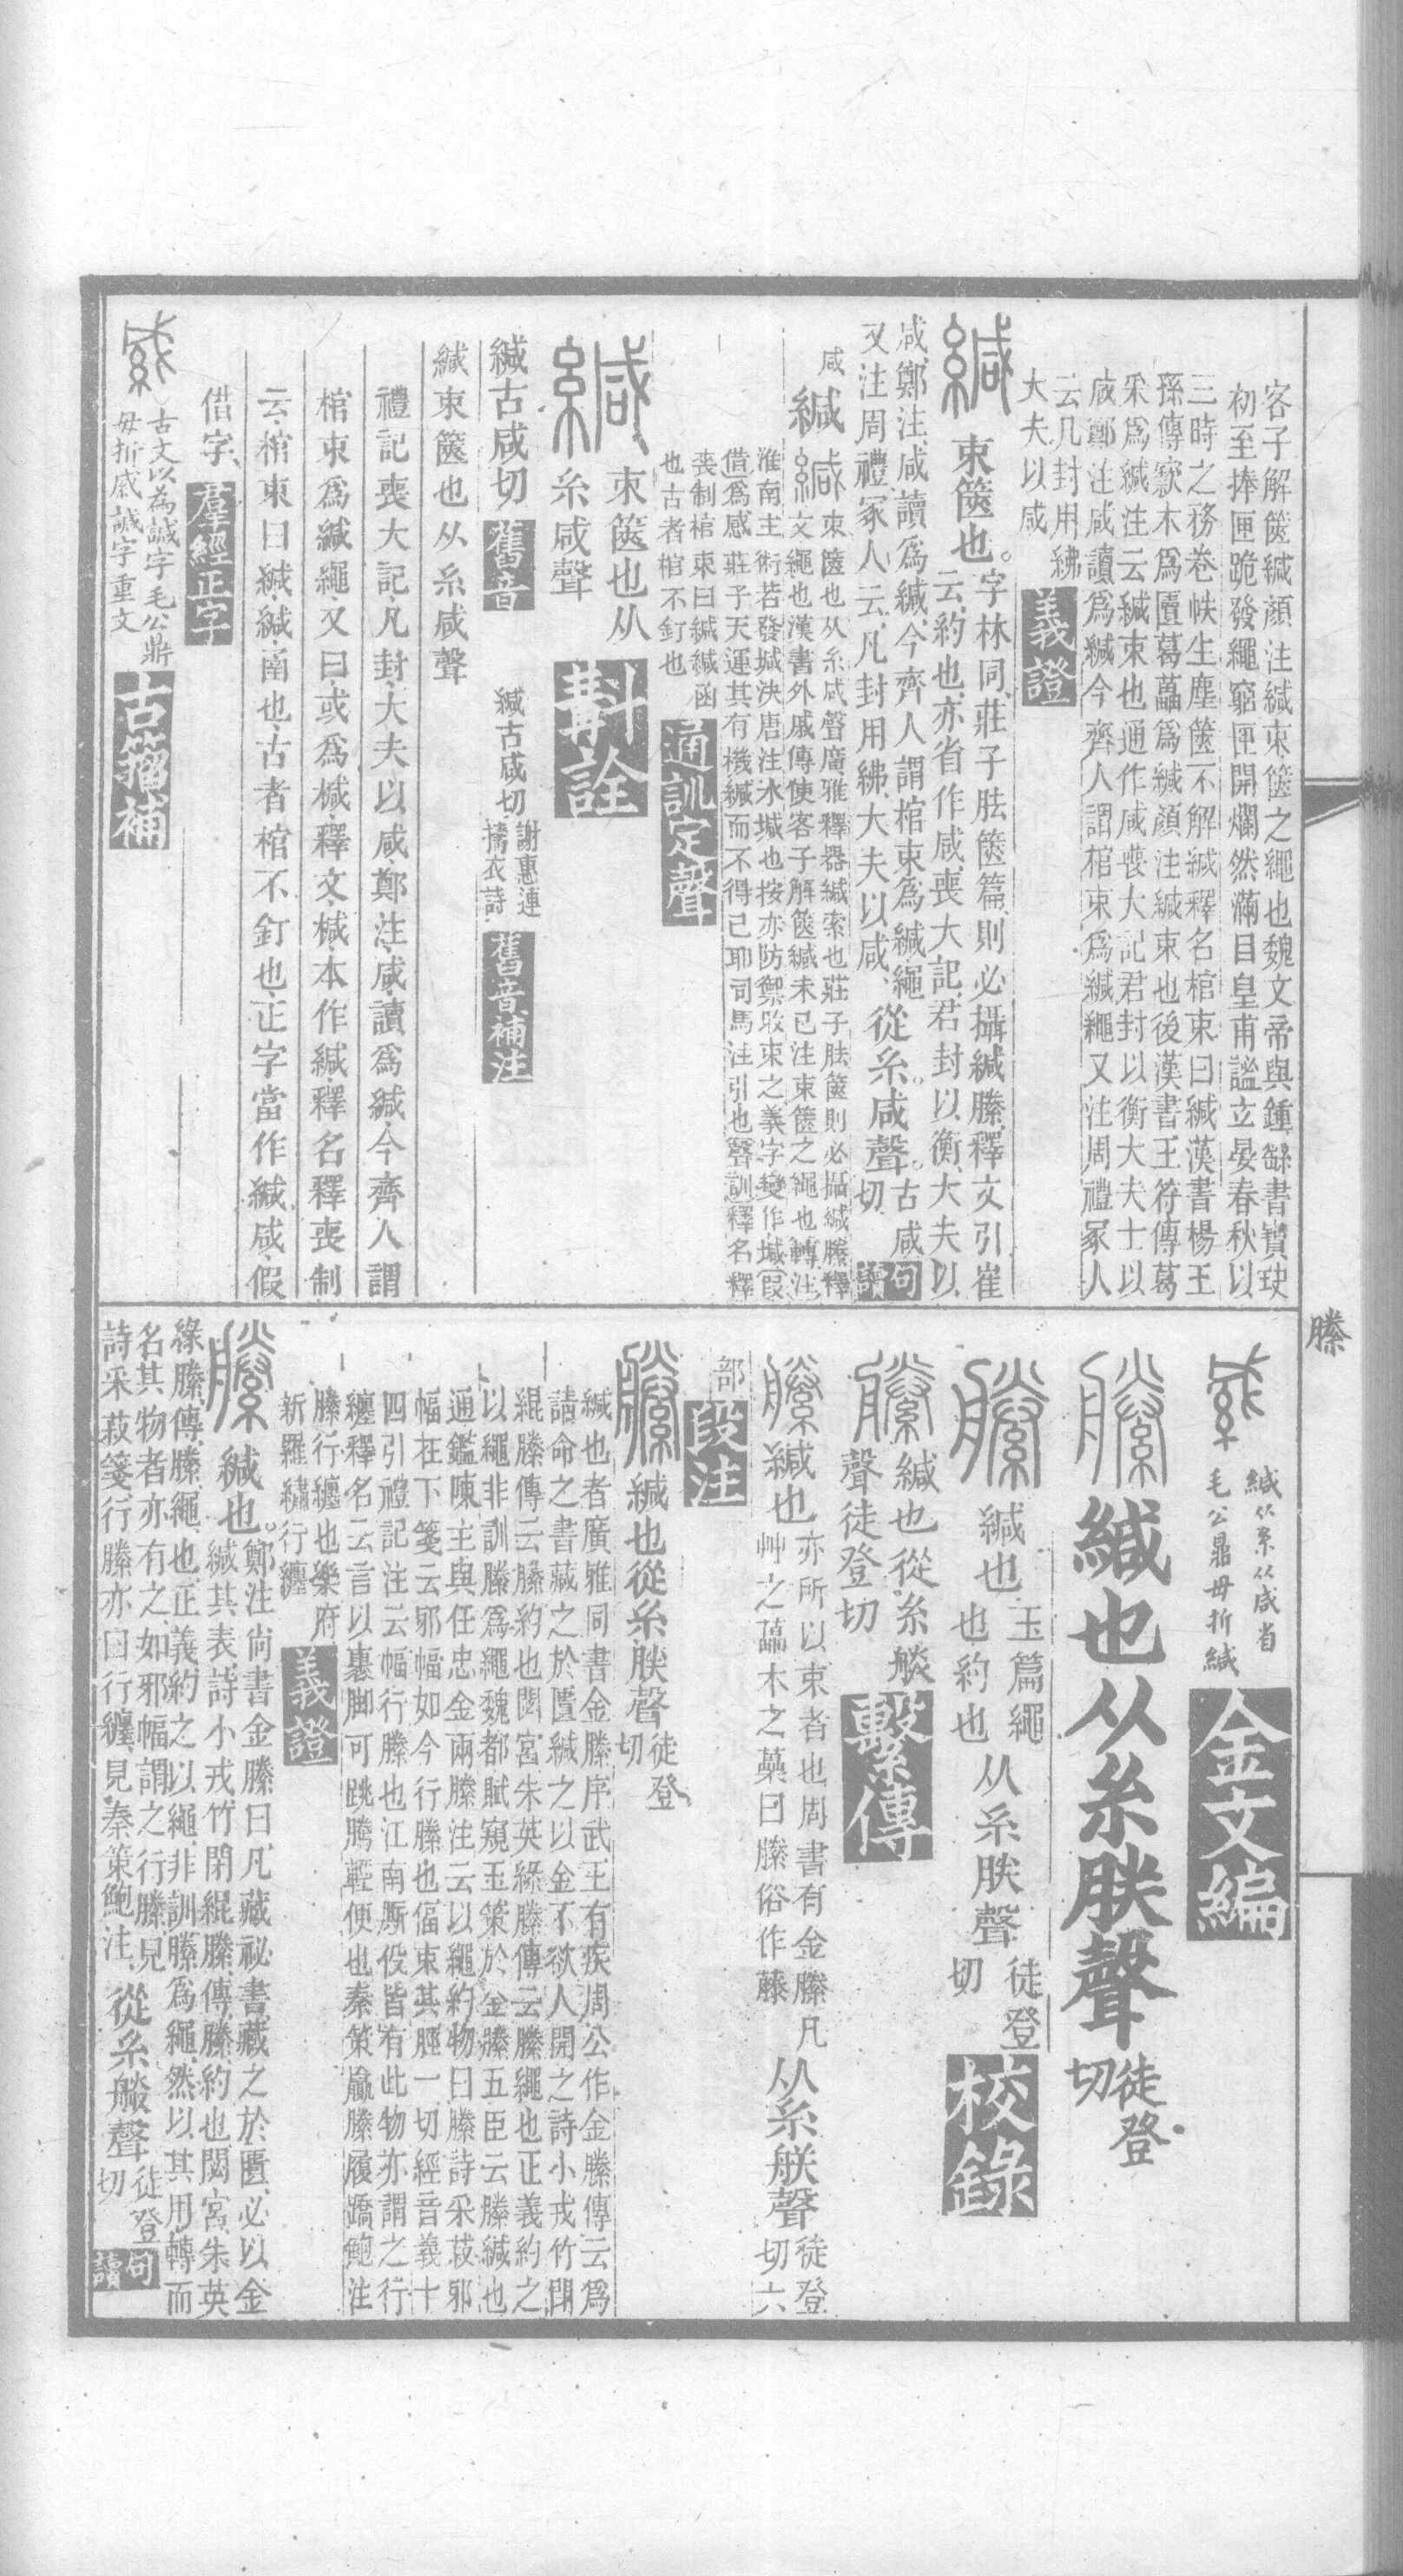 客子解篋緘顏注緘束篋之繩也魏文帝與鍾繇書寶玦
初至捧匣跪發繩窮匣開爛然滿目皇甫謐立晏春秋以
三時之務卷帙生塵篋不解緘釋名棺束曰緘漢書楊王
孫傳窾木爲匵葛藟爲緘顏注緘束也後漢書王符傳葛
采爲緘注云緘束也通作咸喪大記君封以衡大夫士以
咸鄭注咸讀爲緘今齊人謂棺束爲緘繩又注周禮冢人
云凡封用綍
大夫以咸
義證
緘 束篋也。字林同莊子胠篋篇則必攝緘縢釋文引崔
云約也亦省作咸喪大記君封以衡大夫以
咸鄭注咸讀爲緘今齊人謂棺束爲緘繩
又注周禮冢人云凡封用綍大夫以咸
從糸。咸聲。古咸切
句讀
咸 緘 緘 束篋也从糸咸聲廣雅釋器緘索也莊子胠篋則必攝緘縢釋
文繩也漢書外戚傳使客子解篋緘未已注束篋之繩也轉注
淮南主術若發堿決唐注水堿也按亦防禦收束之義字變作堿假
借爲感莊子天運其有機緘而不得已耶司馬注引也聲訓釋名釋
喪制棺束曰緘緘函
也古者棺不釘也
通訓定聲
緘 束篋也从
糸咸聲
斠詮
緘古咸切
舊音
緘古咸切 謝惠連
擣衣詩
舊音補注
緘束篋也从糸咸聲
禮記喪大記凡封大夫以咸鄭注咸讀爲緘今齊人謂
棺束爲緘繩又曰或爲椷釋文椷本作緘釋名釋喪制
云棺束曰緘緘函也古者棺不釘也正字當作緘咸假
借字
羣經正字
古文以為諴字毛公鼎
毋折緘諴字重文
古籀補
緘从糸从咸省
毛公鼎毋折緘
金文編
縢 緘也从糸朕聲 徒登切
縢 緘也 玉篇繩
也約也 从糸朕聲 徒登切
校錄
縢 緘也從糸朕
聲徒登切
繫傳
縢 緘也 亦所以束者也周書有金縢凡
艸之藟木之蘽曰縢俗作藤 从糸朕聲 徒登切六
部
段注
縢 緘也從糸朕聲 徒登切
緘也者廣雅同書金縢序武王有疾周公作金縢傳云爲
請命之書藏之於匱緘之以金不欲人開之詩小戎竹閉
緄縢傳云縢約也閟宮朱英綠縢傳云縢繩也正義約之
以繩非訓縢爲繩魏都賦窺玉策於金縢五臣云縢緘也
通鑑陳主與任忠金兩縢注云以繩約物曰縢詩采菽邪
幅在下箋云邪幅如今行縢也偪束其脛一切經音義十
四引禮記注云幅行縢也江南厮役皆有此物亦謂之行
纏釋名云言以裹脚可跳騰輕便也秦策羸縢履蹻鮑注
縢行纏也樂府
新羅繡行纏
義證
縢 緘也。鄭注尚書金縢曰凡藏祕書藏之於匱必以金
緘其表詩小戎竹閉緄縢傳縢約也閟宮朱英
綠縢傳縢繩也正義約之以繩非訓縢爲繩然以其用轉而
名其物者亦有之如邪幅謂之行縢見
詩采菽箋行縢亦曰行纏見秦策鮑注
從糸朕聲 徒登切
句讀
縢